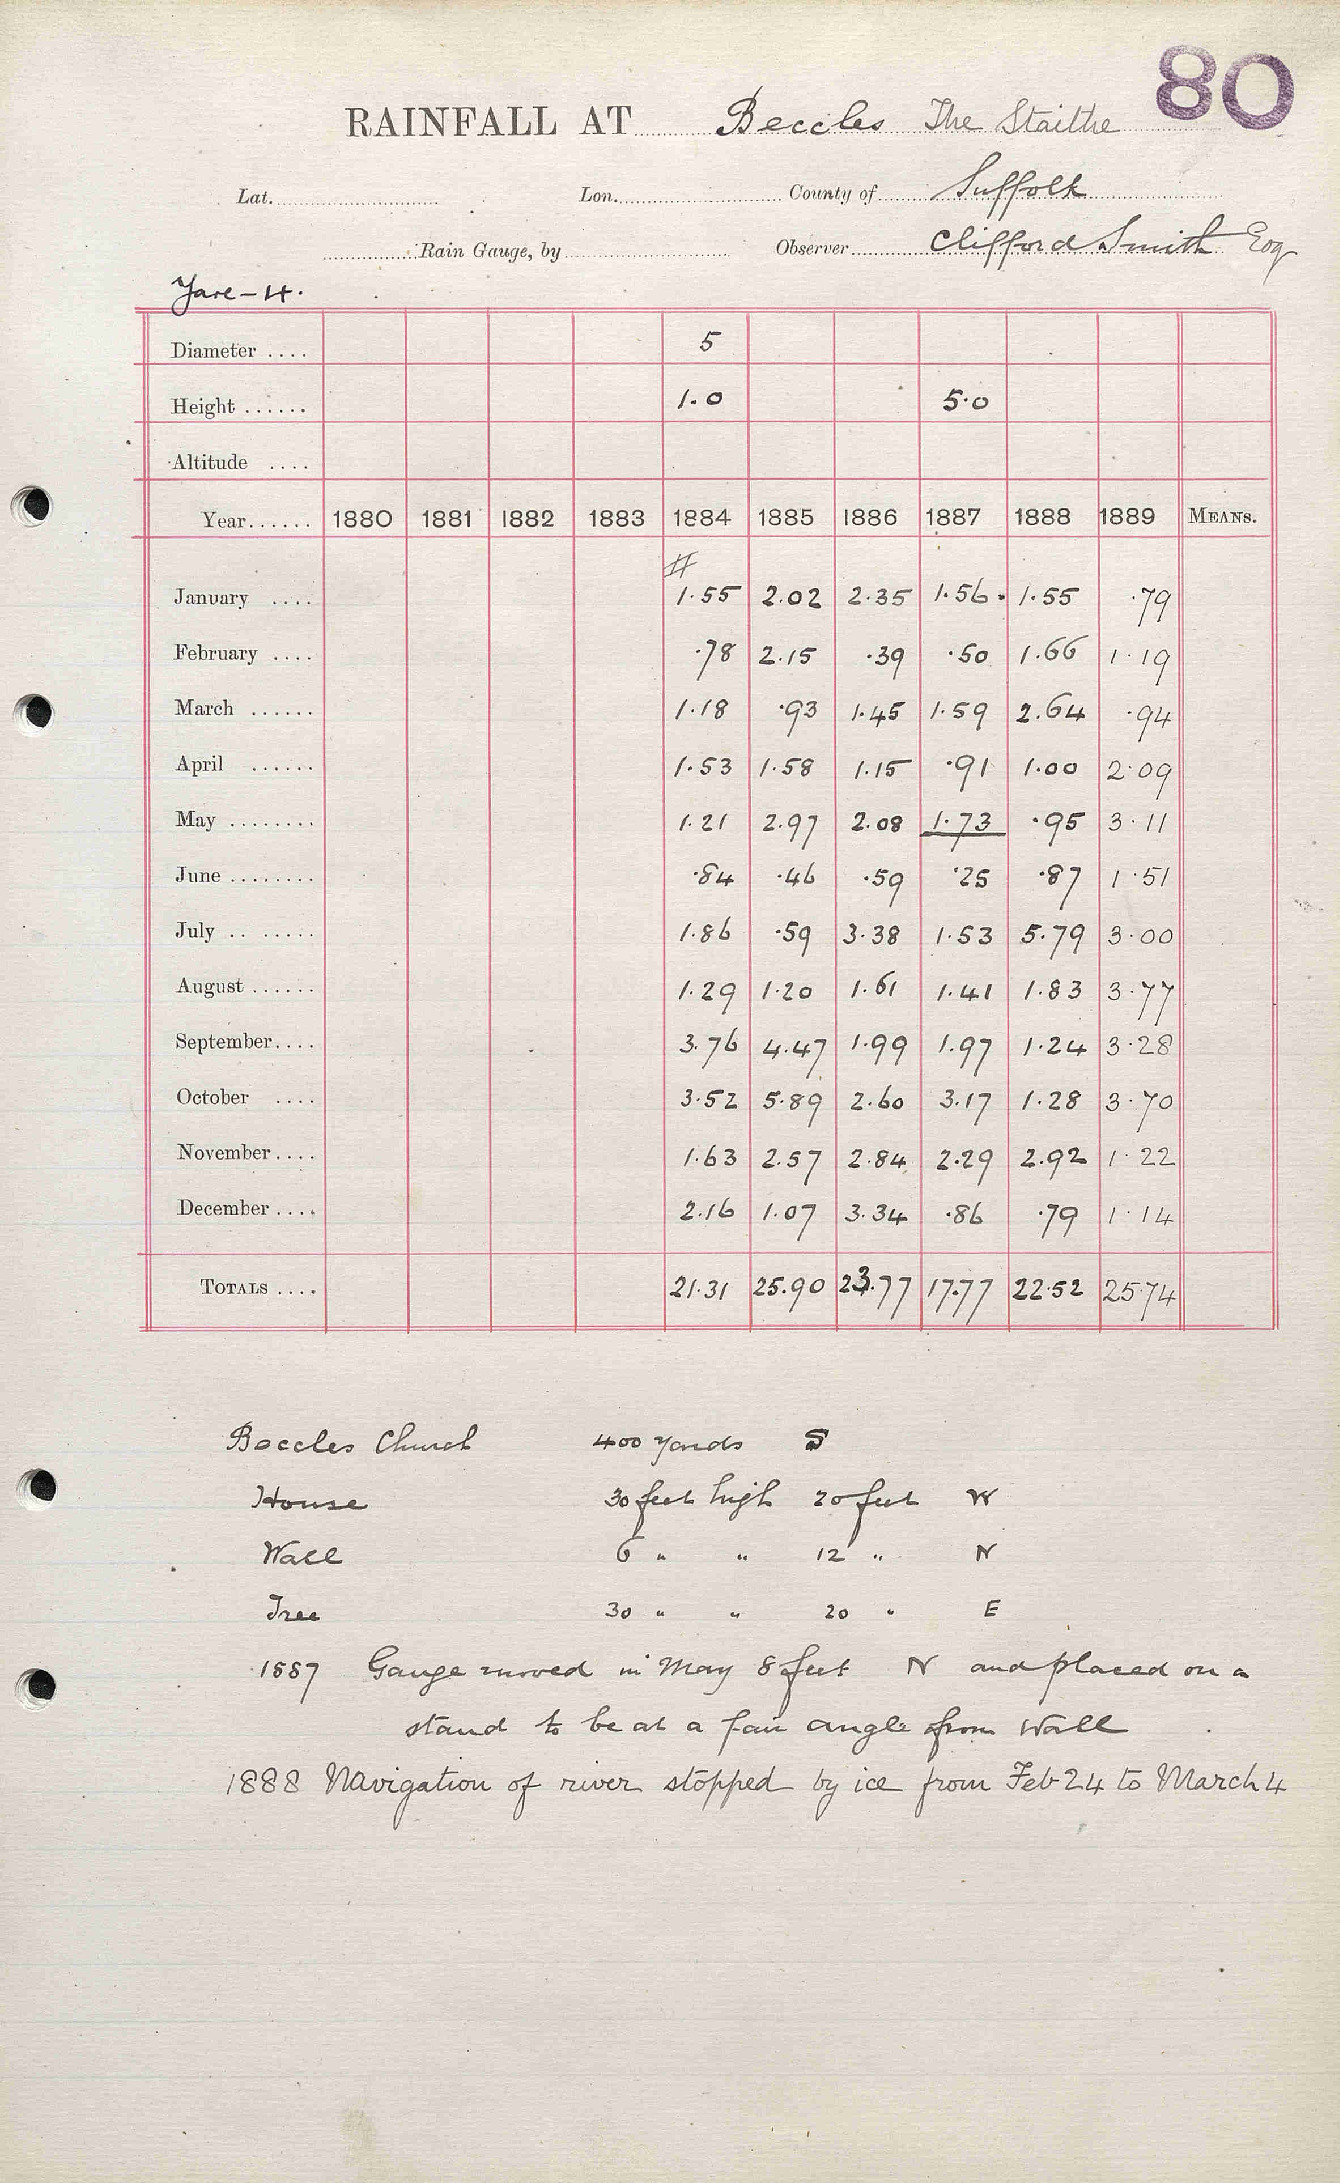 80
RAINFALL AT Beccles The Staithe
Lat. Lon. County of Suffolk
Rain Gauge, by Observer Clifford Smith Esq
Yare - 4.
Diameter .... 5
Height ...... 1.0 5.0
Altitude ....
Year...... 1880 1881 1882 1883 1884 1885 1886 1887 1888 1889 MEANS.
#
January .... 1.55 2.02 2.35 1.56. 1.55 .79
February .... .78 2.15 .39 .50 1.66 1.19
March ...... 1.18 .93 1.45 1.59 2.64 .94
April ...... 1.53 1.58 1.15 .91 1.00 2.09
May ........ 1.21 2.97 2.08 1.73 .95 3.11
June ........ .84 .46 .59 .25 .87 1.51
July .. ..... 1.86 .59 3.38 1.53 5.79 3.00
August ...... 1.29 1.20 1.61 1.41 1.83 3.77
September.... 3.76 4.47 1.99 1.97 1.24 3.28
October .... 3.52 5.89 2.60 3.17 1.28 3.70
November.... 1.63 2.57 2.84 2.29 2.92 1.22
December.... 2.16 1.07 3.34 .86 .79 1.14
TOTALS .... 21.31 25.90 23.77 17.77 22.52 25.74
Beccles Church 400 yards S
House 30 feet high 20 feet W
Wall 6 " " 12 " N
Tree 30 " " 20 " E
1887 Gauge moved in May 8 feet N and placed on a
stand to be at a fair angle from Wall
1888 Navigation of river stopped by ice from Feb 24 to March 4